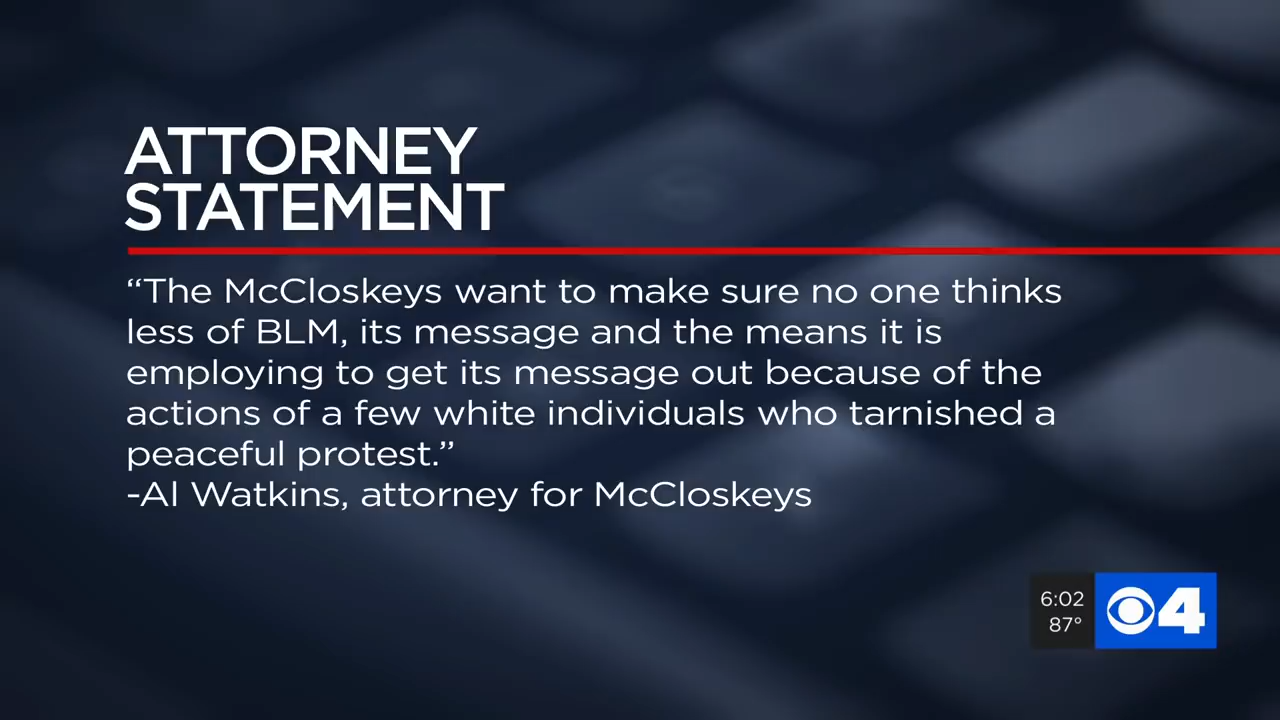 ATTORNEY
STATEMENT
“The McCloskeys want to make sure no one thinks
less of BLM, its message and the means it is
employing to get its message out because of the
actions of a few white individuals who tarnished a
peaceful protest.”
-Al Watkins, attorney for McCloskeys
6:02
87°
4